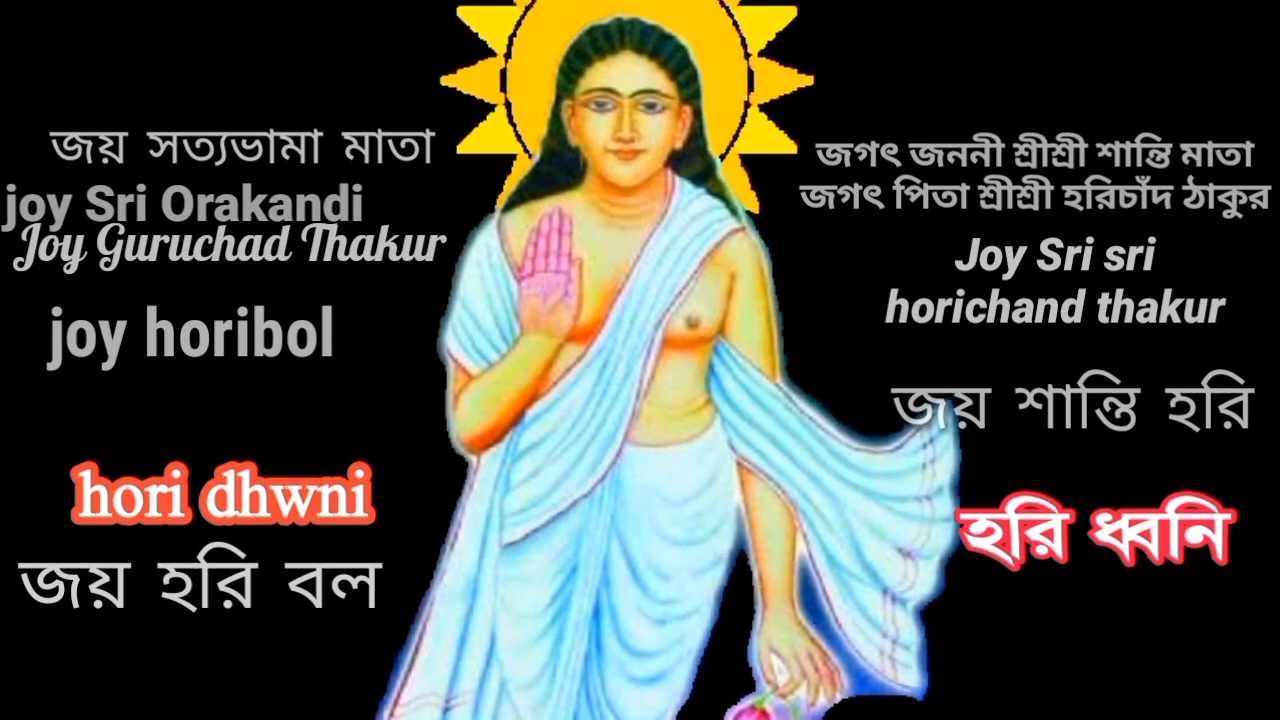 জয় সত্যভামা মাতা
joy Sri Orakandi
Joy Guruchad Thakur
joy horibol
hori dhwni
জয় হরি বল
জগৎ জননী শ্রীশ্রী শান্তি মাতা
জগৎ পিতা শ্রীশ্রী হরিচাঁদ ঠাকুর
Joy Sri sri
horichand thakur
জয় শান্তি হরি
হরি ধ্বনি